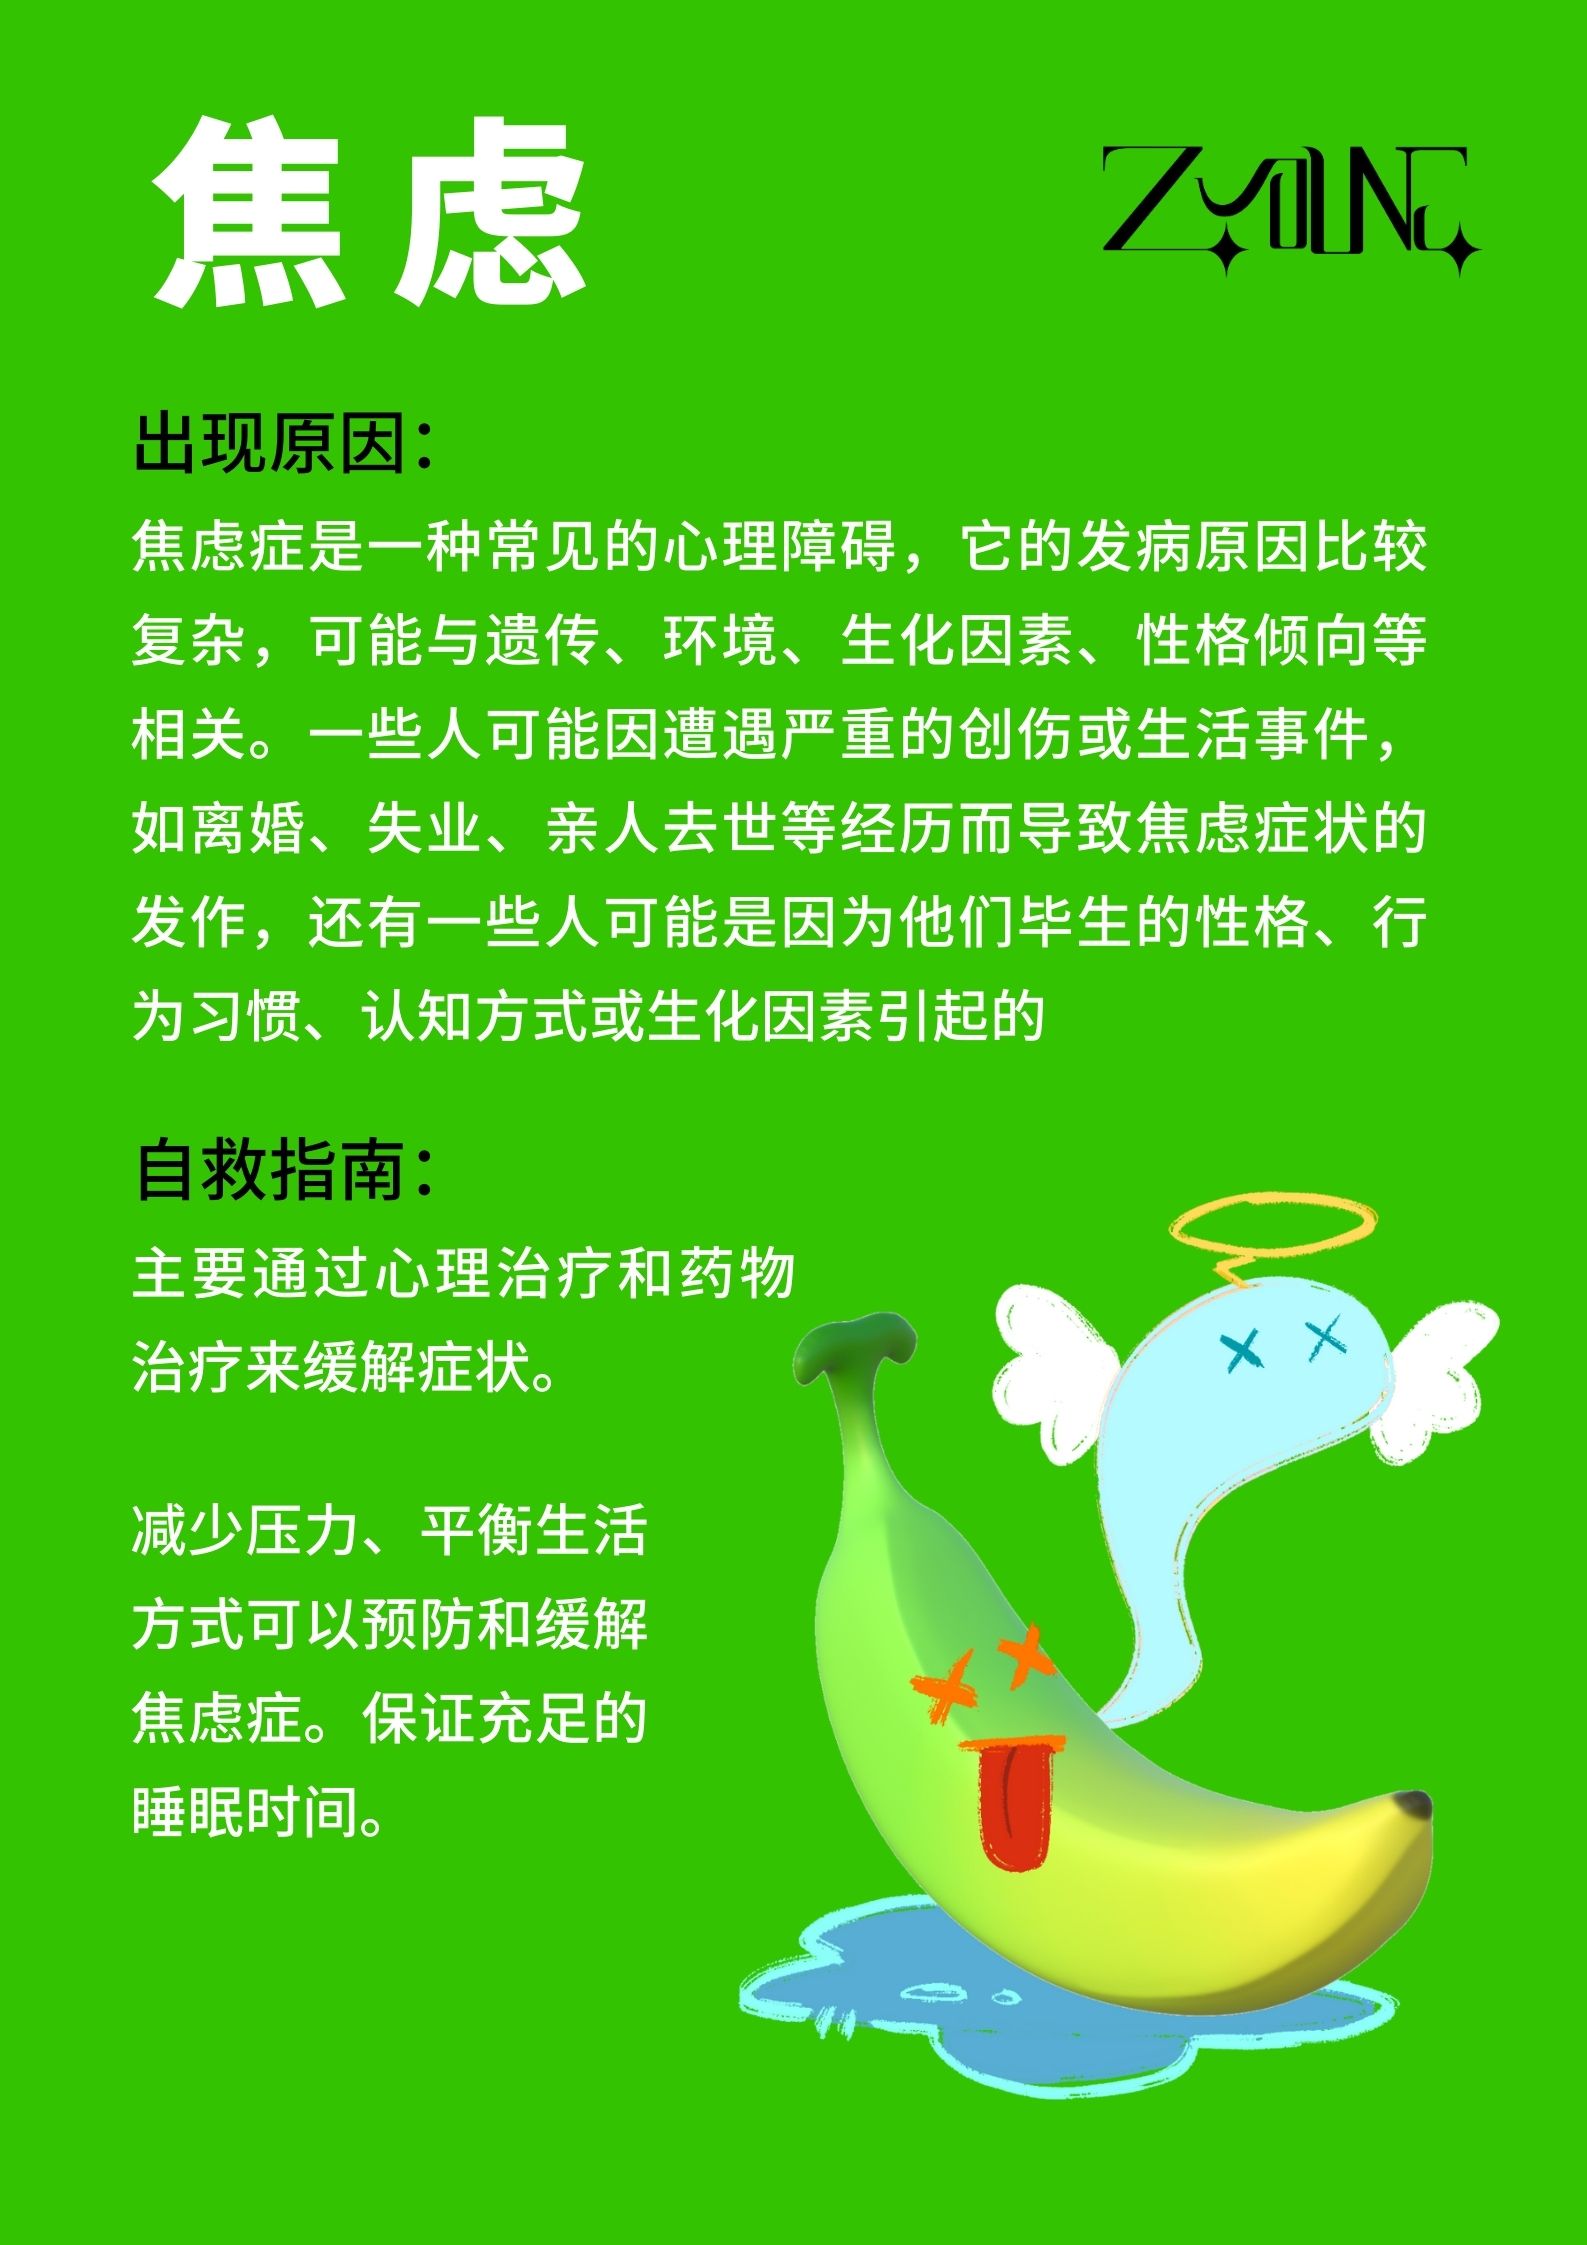 焦虑
出现原因：
焦虑症是一种常见的心理障碍，它的发病原因比较
复杂，可能与遗传、环境、生化因素、性格倾向等
相关。一些人可能因遭遇严重的创伤或生活事件，
如离婚、失业、亲人去世等经历而导致焦虑症状的
发作，还有一些人可能是因为他们毕生的性格、行
为习惯、认知方式或生化因素引起的
自救指南：
主要通过心理治疗和药物
治疗来缓解症状。
减少压力、平衡生活
方式可以预防和缓解
焦虑症。保证充足的
睡眠时间。